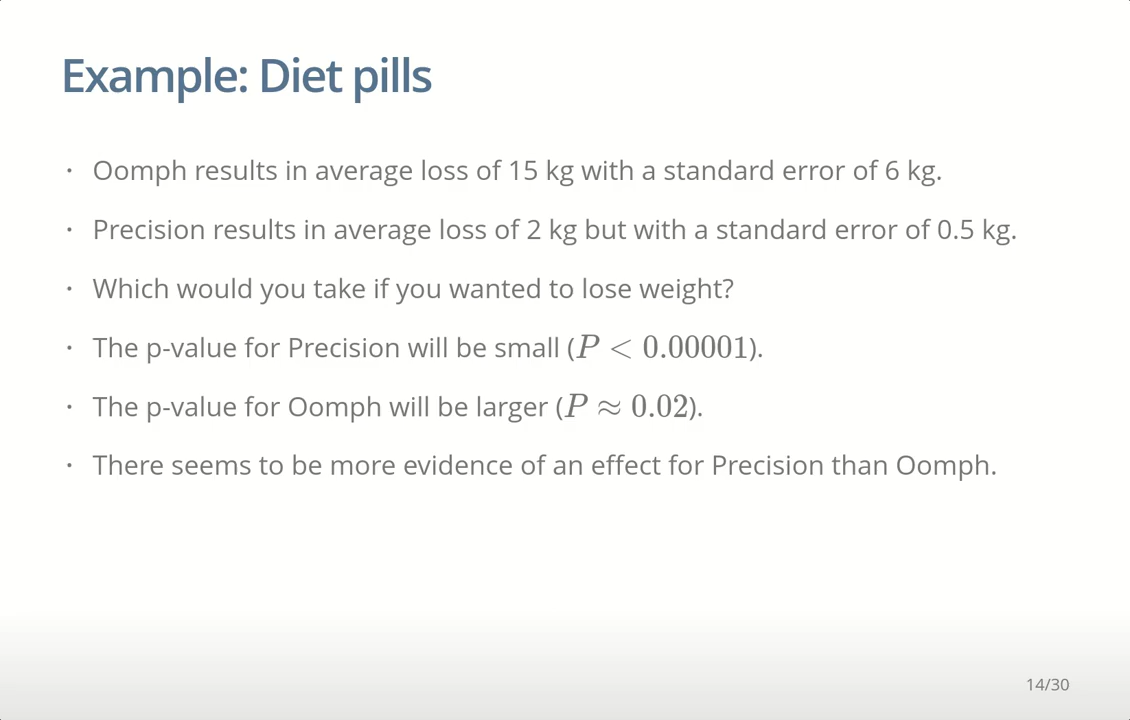 Example: Diet pills
· Oomph results in average loss of 15 kg with a standard error of 6 kg.
· Precision results in average loss of 2 kg but with a standard error of 0.5 kg.
· Which would you take if you wanted to lose weight?
· The p-value for Precision will be small (P < 0.00001).
· The p-value for Oomph will be larger (P ≈ 0.02).
· There seems to be more evidence of an effect for Precision than Oomph.
14/30